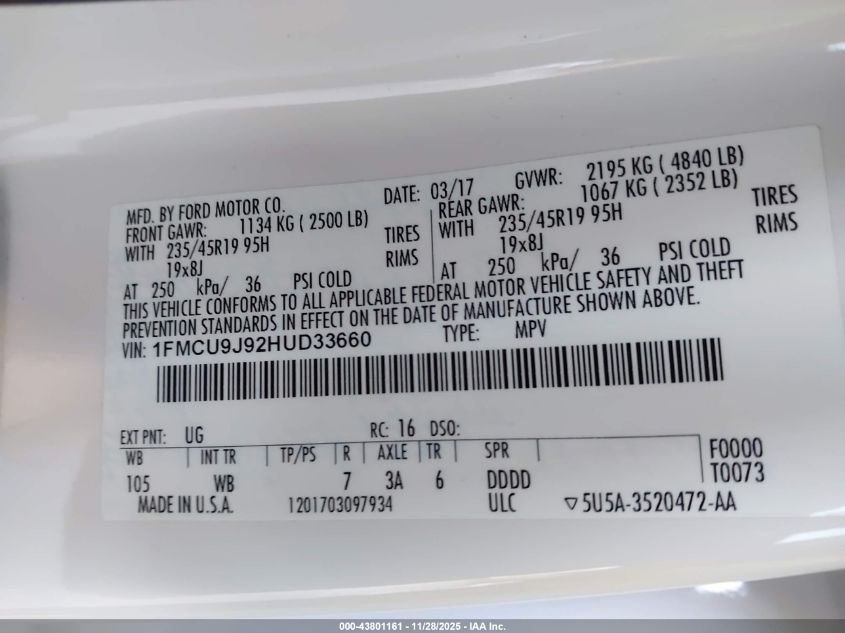 MFD. BY FORD MOTOR CO. DATE: 03/17 GVWR: 2195 KG ( 4840 LB)
FRONT GAWR: 1134 KG ( 2500 LB) REAR GAWR: 1067 KG ( 2352 LB)
WITH 235/45R19 95H TIRES WITH 235/45R19 95H TIRES
19x8J RIMS 19x8J RIMS
AT 250 kPa/ 36 PSI COLD AT 250 kPa/ 36 PSI COLD
THIS VEHICLE CONFORMS TO ALL APPLICABLE FEDERAL MOTOR VEHICLE SAFETY AND THEFT
PREVENTION STANDARDS IN EFFECT ON THE DATE OF MANUFACTURE SHOWN ABOVE.
VIN: 1FMCU9J92HUD33660 TYPE: MPV
EXT PNT: UG RC: 16 DSO:
WB INT TR TP/PS R AXLE TR SPR F0000
105 WB 7 3A 6 DDDD T0073
MADE IN U.S.A. 1201703097934 ULC ▽5U5A-3520472-AA
000-43801161 - 11/28/2025 - IAA Inc.